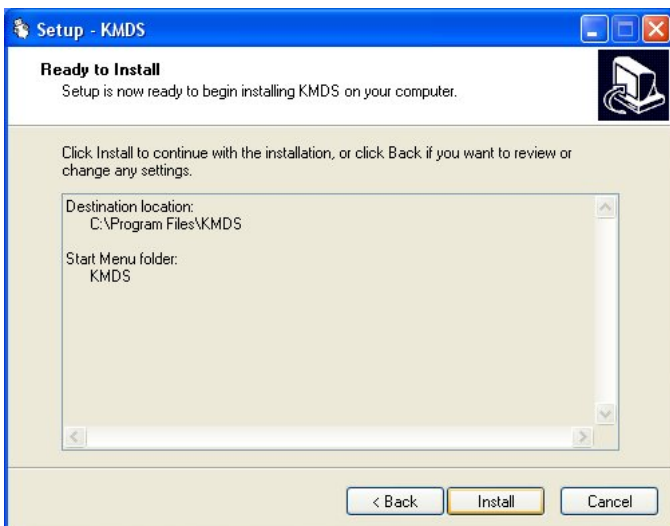 Setup - KMDS
Ready to Install
Setup is now ready to begin installing KMDS on your computer.
Click Install to continue with the installation, or click Back if you want to review or
change any settings.
Destination location:
C:\Program Files\KMDS
Start Menu folder:
KMDS
< Back
Install
Cancel